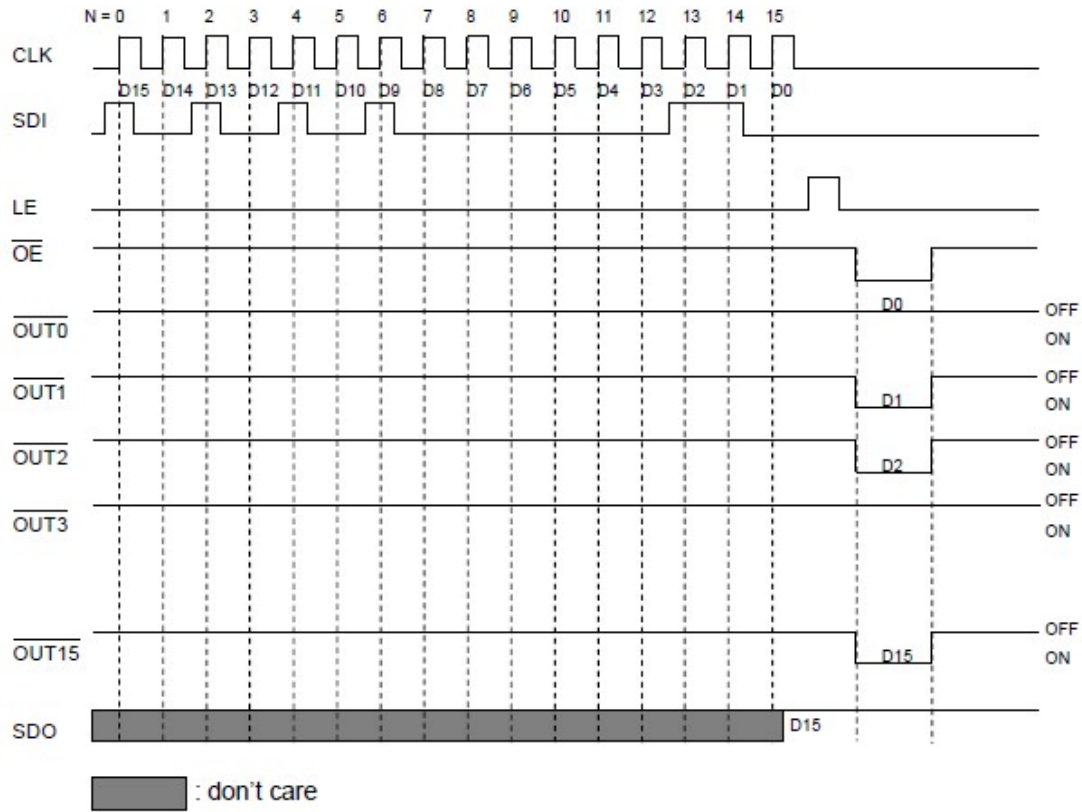 N = 0 1 2 3 4 5 6 7 8 9 10 11 12 13 14 15
CLK
D15 D14 D13 D12 D11 D10 D9 D8 D7 D6 D5 D4 D3 D2 D1 D0
SDI
LE
OE
D0
OFF
OUT0
ON
OFF
OUT1
D1
ON
OFF
OUT2
D2
ON
OFF
OUT3
ON
OFF
OUT15
D15
ON
SDO
D15
: don't care